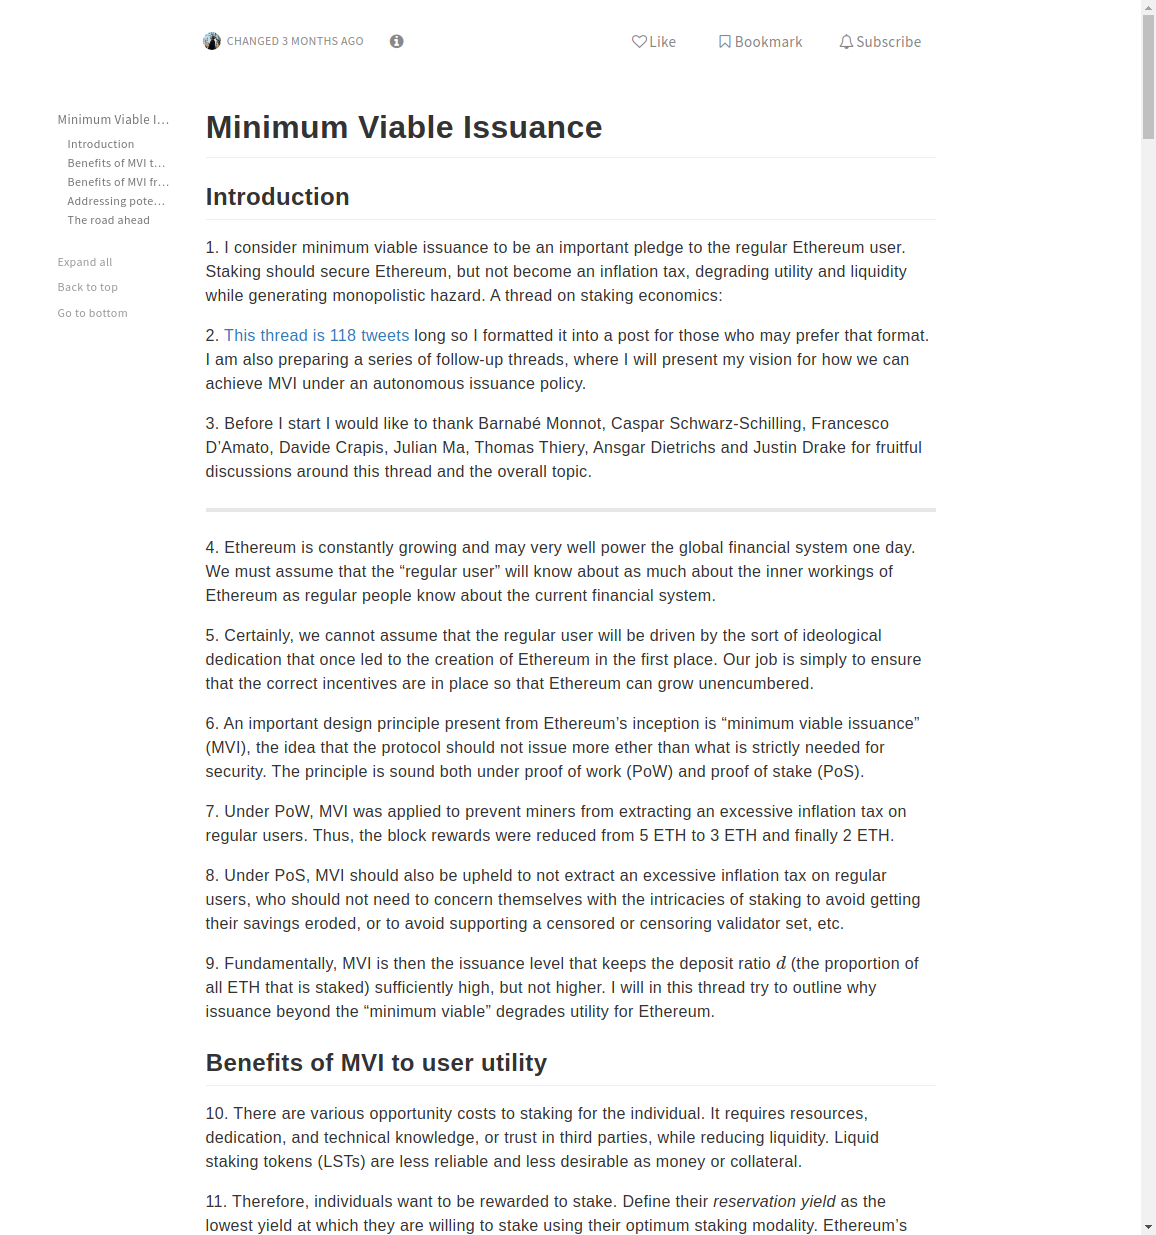 CHANGED 3 MONTHS AGO
Like
Bookmark
Subscribe
Minimum Viable I…
Introduction
Benefits of MVI t…
Benefits of MVI fr…
Addressing pote…
The road ahead
Expand all
Back to top
Go to bottom
Minimum Viable Issuance
Introduction
1. I consider minimum viable issuance to be an important pledge to the regular Ethereum user.
Staking should secure Ethereum, but not become an inflation tax, degrading utility and liquidity
while generating monopolistic hazard. A thread on staking economics:
2. This thread is 118 tweets long so I formatted it into a post for those who may prefer that format.
I am also preparing a series of follow-up threads, where I will present my vision for how we can
achieve MVI under an autonomous issuance policy.
3. Before I start I would like to thank Barnabé Monnot, Caspar Schwarz-Schilling, Francesco
D’Amato, Davide Crapis, Julian Ma, Thomas Thiery, Ansgar Dietrichs and Justin Drake for fruitful
discussions around this thread and the overall topic.
4. Ethereum is constantly growing and may very well power the global financial system one day.
We must assume that the “regular user” will know about as much about the inner workings of
Ethereum as regular people know about the current financial system.
5. Certainly, we cannot assume that the regular user will be driven by the sort of ideological
dedication that once led to the creation of Ethereum in the first place. Our job is simply to ensure
that the correct incentives are in place so that Ethereum can grow unencumbered.
6. An important design principle present from Ethereum’s inception is “minimum viable issuance”
(MVI), the idea that the protocol should not issue more ether than what is strictly needed for
security. The principle is sound both under proof of work (PoW) and proof of stake (PoS).
7. Under PoW, MVI was applied to prevent miners from extracting an excessive inflation tax on
regular users. Thus, the block rewards were reduced from 5 ETH to 3 ETH and finally 2 ETH.
8. Under PoS, MVI should also be upheld to not extract an excessive inflation tax on regular
users, who should not need to concern themselves with the intricacies of staking to avoid getting
their savings eroded, or to avoid supporting a censored or censoring validator set, etc.
9. Fundamentally, MVI is then the issuance level that keeps the deposit ratio d (the proportion of
all ETH that is staked) sufficiently high, but not higher. I will in this thread try to outline why
issuance beyond the “minimum viable” degrades utility for Ethereum.
Benefits of MVI to user utility
10. There are various opportunity costs to staking for the individual. It requires resources,
dedication, and technical knowledge, or trust in third parties, while reducing liquidity. Liquid
staking tokens (LSTs) are less reliable and less desirable as money or collateral.
11. Therefore, individuals want to be rewarded to stake. Define their reservation yield as the
lowest yield at which they are willing to stake using their optimum staking modality. Ethereum’s